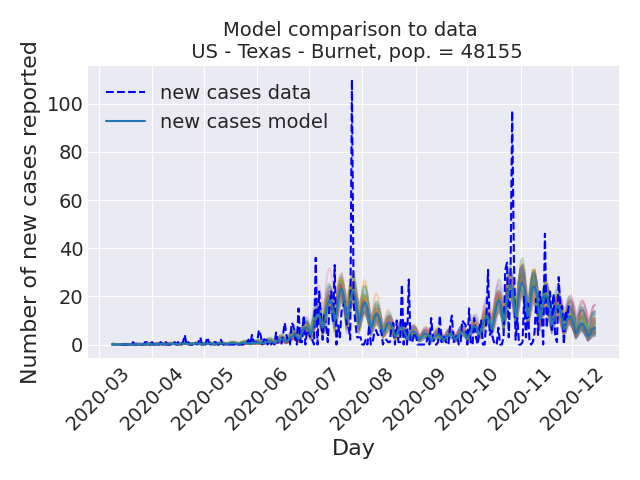 Model comparison to data
US - Texas - Burnet, pop. = 48155
Number of new cases reported
100
80
60
40
20
0
new cases data
new cases model
2020-03
2020-04
2020-05
2020-06
2020-07
2020-08
2020-09
2020-10
2020-11
2020-12
Day